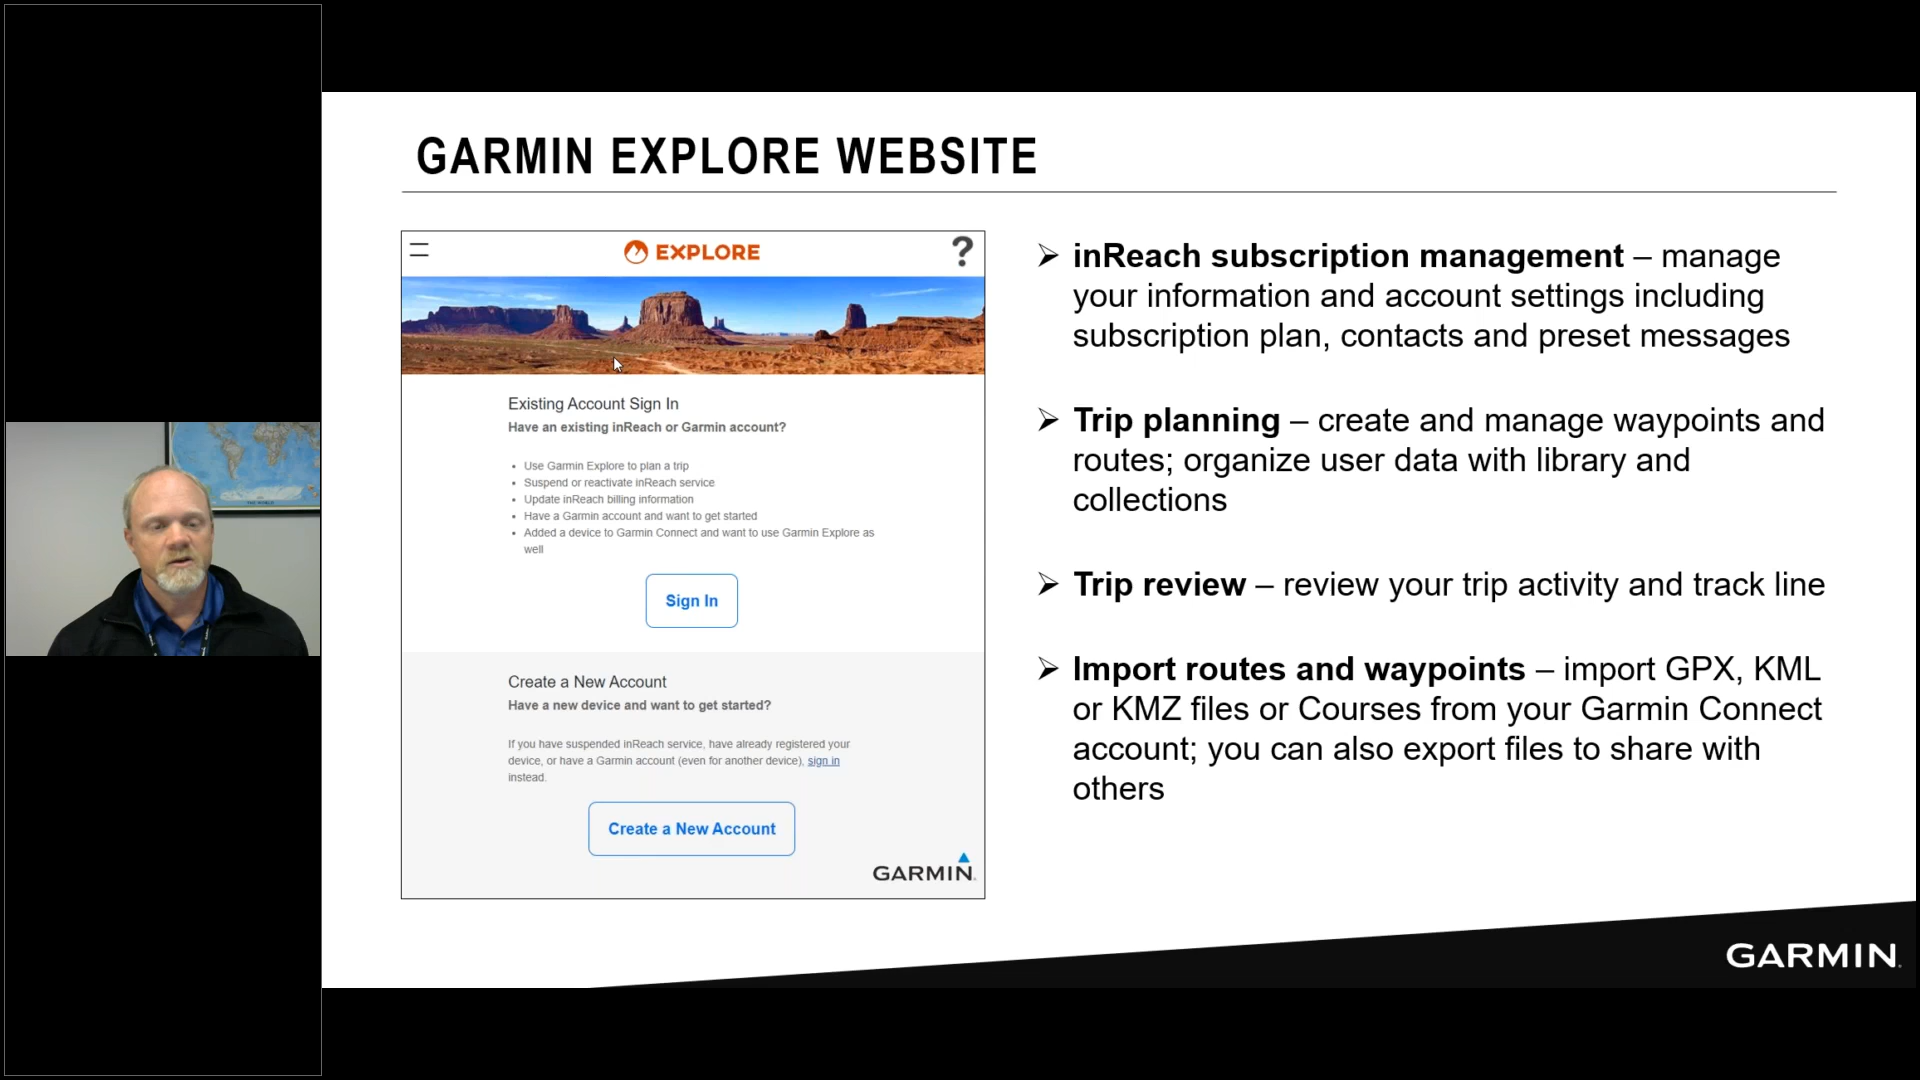 GARMIN EXPLORE WEBSITE
EXPLORE
?
Existing Account Sign In
Have an existing inReach or Garmin account?
• Use Garmin Explore to plan a trip
• Suspend or reactivate inReach service
• Update inReach billing information
• Have a Garmin account and want to get started
• Added a device to Garmin Connect and want to use Garmin Explore as
well
Sign In
Create a New Account
Have a new device and want to get started?
If you have suspended inReach service, have already registered your
device, or have a Garmin account (even for another device), sign in
instead.
Create a New Account
GARMIN
➢ inReach subscription management – manage
your information and account settings including
subscription plan, contacts and preset messages
➢ Trip planning – create and manage waypoints and
routes; organize user data with library and
collections
➢ Trip review – review your trip activity and track line
➢ Import routes and waypoints – import GPX, KML
or KMZ files or Courses from your Garmin Connect
account; you can also export files to share with
others
GARMIN